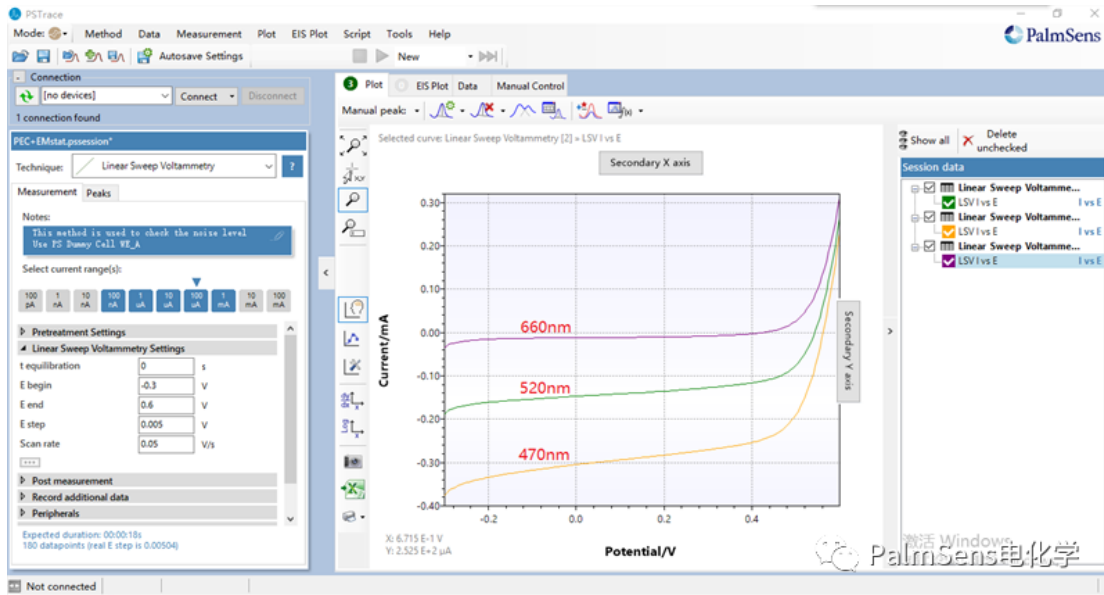 PSTrace
Mode: Method Data Measurement Plot EIS Plot Script Tools Help
PalmSens
Autosave Settings
New
Connection
[no devices] Connect Disconnect
1 connection found
PEC+EMstat.pssession*
Technique: Linear Sweep Voltammetry ?
Measurement Peaks
Notes:
This method is used to check the noise level
Use PS Dummy Cell WE_A
Select current range(s):
100 pA 1 nA 10 nA 100 nA 1 uA 10 uA 100 uA 1 mA 10 mA 100 mA
Pretreatment Settings
Linear Sweep Voltammetry Settings
t equilibration 0 s
E begin -0.3 V
E end 0.6 V
E step 0.005 V
Scan rate 0.05 V/s
Post measurement
Record additional data
Peripherals
Expected duration: 00:00:18s
180 datapoints (real E step is 0.00504)
Not connected
3 Plot EIS Plot Data Manual Control
Manual peak:
Selected curve: Linear Sweep Voltammetry [2] » LSV I vs E
Secondary X axis
Current/mA
0.30
0.20
0.10
0.00
-0.10
-0.20
-0.30
-0.40
660nm
520nm
470nm
Secondary Y axis
-0.2 0.0 0.2 0.4
Potential/V
X: 6.715 E-1 V
Y: 2.525 E+2 µA
Show all Delete unchecked
Session data
Linear Sweep Voltamme...
LSV I vs E I vs E
Linear Sweep Voltamme...
LSV I vs E I vs E
Linear Sweep Voltamme...
LSV I vs E I vs E
激活 Windows
PalmSens电化学